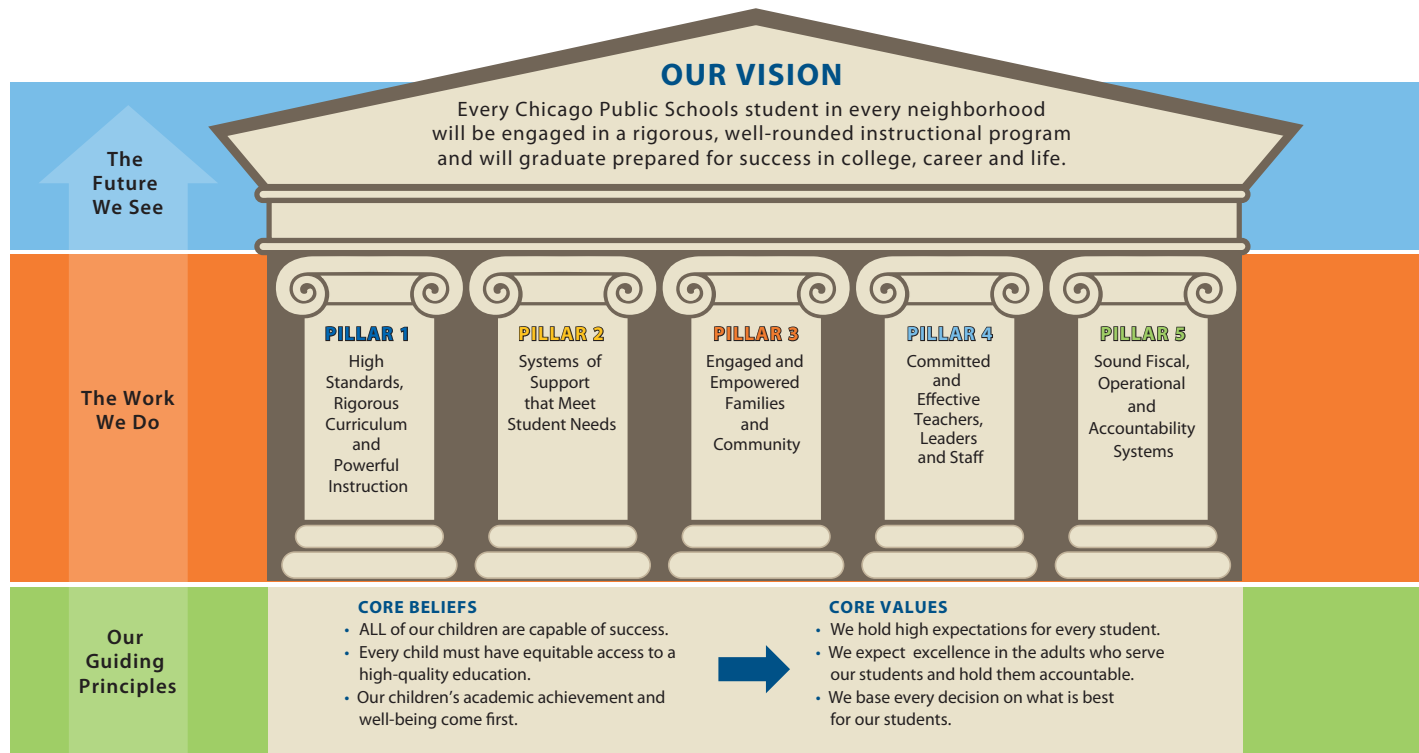 OUR VISION
Every Chicago Public Schools student in every neighborhood
will be engaged in a rigorous, well-rounded instructional program
and will graduate prepared for success in college, career and life.
The
Future
We See
The Work
We Do
PILLAR 1
High
Standards,
Rigorous
Curriculum
and
Powerful
Instruction
PILLAR 2
Systems of
Support
that Meet
Student Needs
PILLAR 3
Engaged and
Empowered
Families
and
Community
PILLAR 4
Committed
and
Effective
Teachers,
Leaders
and Staff
PILLAR 5
Sound Fiscal,
Operational
and
Accountability
Systems
Our
Guiding
Principles
CORE BELIEFS
• ALL of our children are capable of success.
• Every child must have equitable access to a
high-quality education.
• Our children’s academic achievement and
well-being come first.
CORE VALUES
• We hold high expectations for every student.
• We expect excellence in the adults who serve
our students and hold them accountable.
• We base every decision on what is best
for our students.